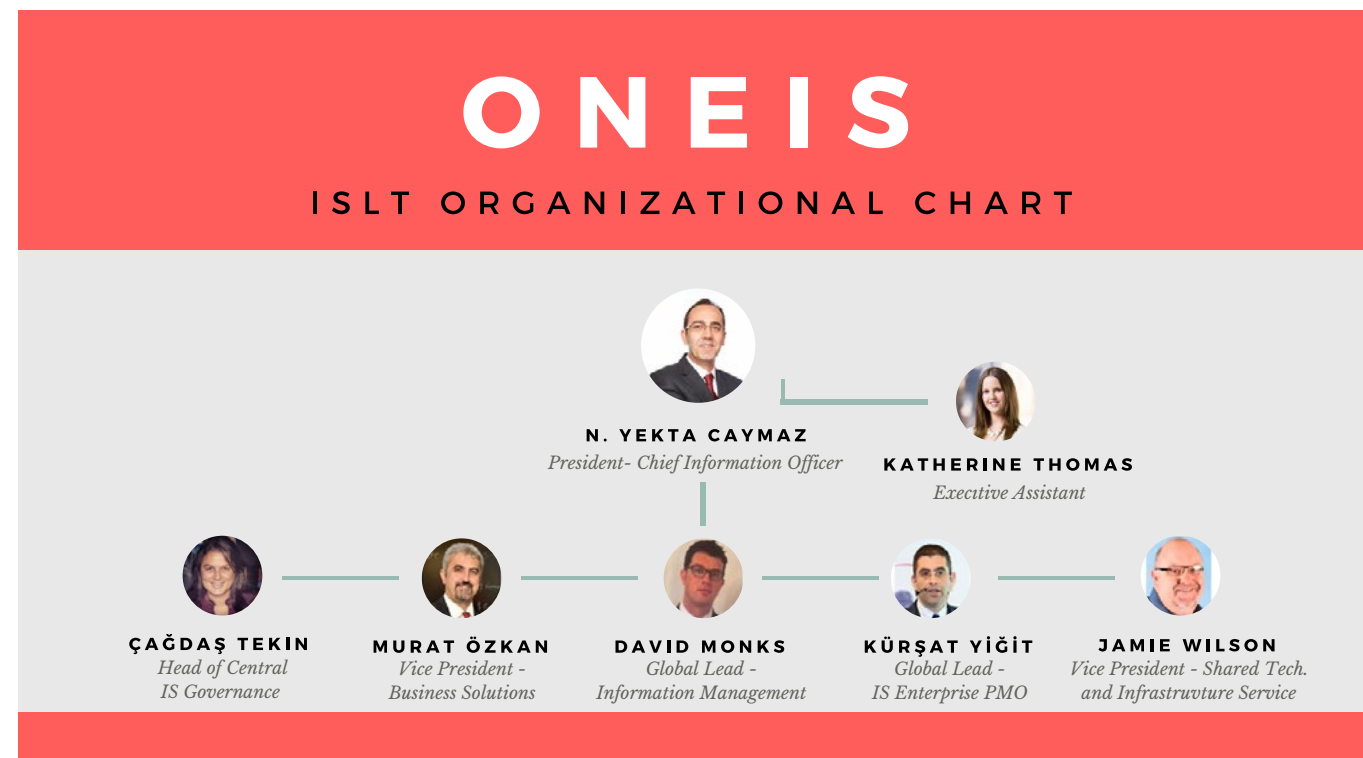 ONEIS
ISLT ORGANIZATIONAL CHART
N. YEKTA CAYMAZ
President- Chief Information Officer
KATHERINE THOMAS
Execıtive Assistant
ÇAĞDAŞ TEKIN
Head of Central
IS Governance
MURAT ÖZKAN
Vice President -
Business Solutions
DAVID MONKS
Global Lead -
Information Management
KÜRŞAT YİĞİT
Global Lead -
IS Enterprise PMO
JAMIE WILSON
Vice President - Shared Tech.
and Infrastruvture Service